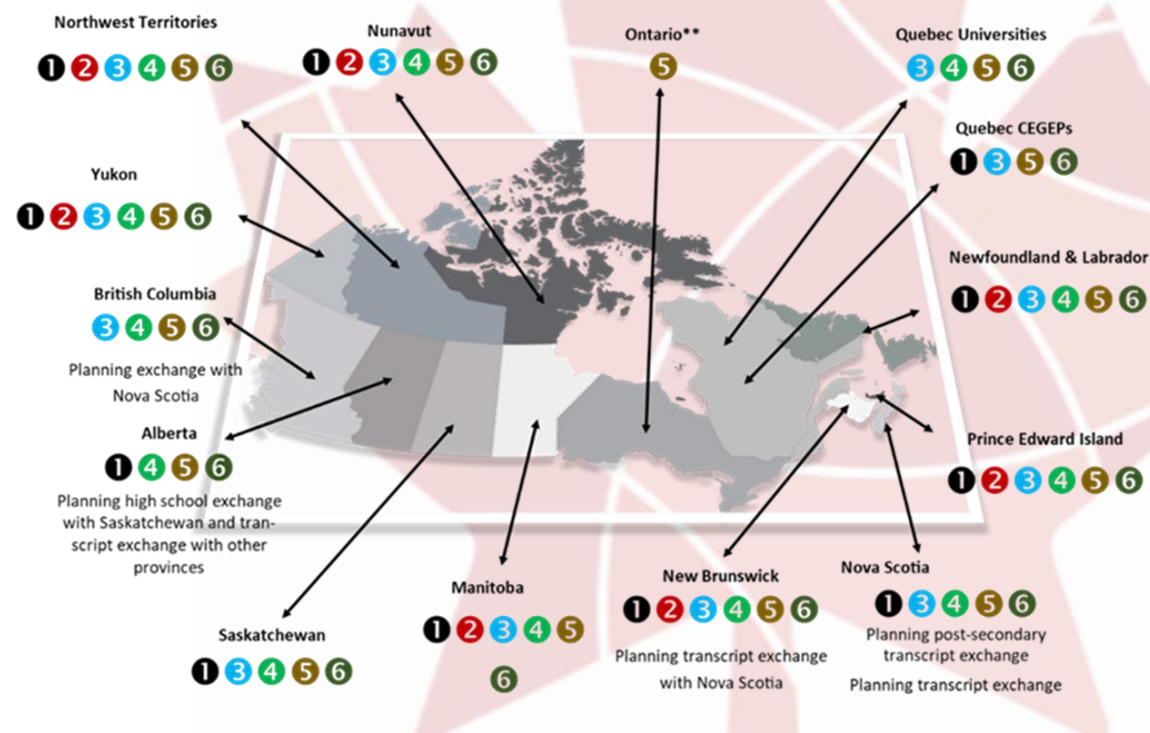 Northwest Territories
1 2 3 4 5 6
Nunavut
1 2 3 4 5 6
Ontario**
5
Quebec Universities
3 4 5 6
Quebec CEGEPs
1 3 5 6
Yukon
1 2 3 4 5 6
Newfoundland & Labrador
1 2 3 4 5 6
British Columbia
3 4 5 6
Planning exchange with
Nova Scotia
Alberta
1 4 5 6
Planning high school exchange
with Saskatchewan and tran-
script exchange with other
provinces
Prince Edward Island
1 2 3 4 5 6
Saskatchewan
1 3 4 5 6
Manitoba
1 2 3 4 5
6
New Brunswick
1 2 3 4 5 6
Planning transcript exchange
with Nova Scotia
Nova Scotia
1 3 4 5 6
Planning post-secondary
transcript exchange
Planning transcript exchange